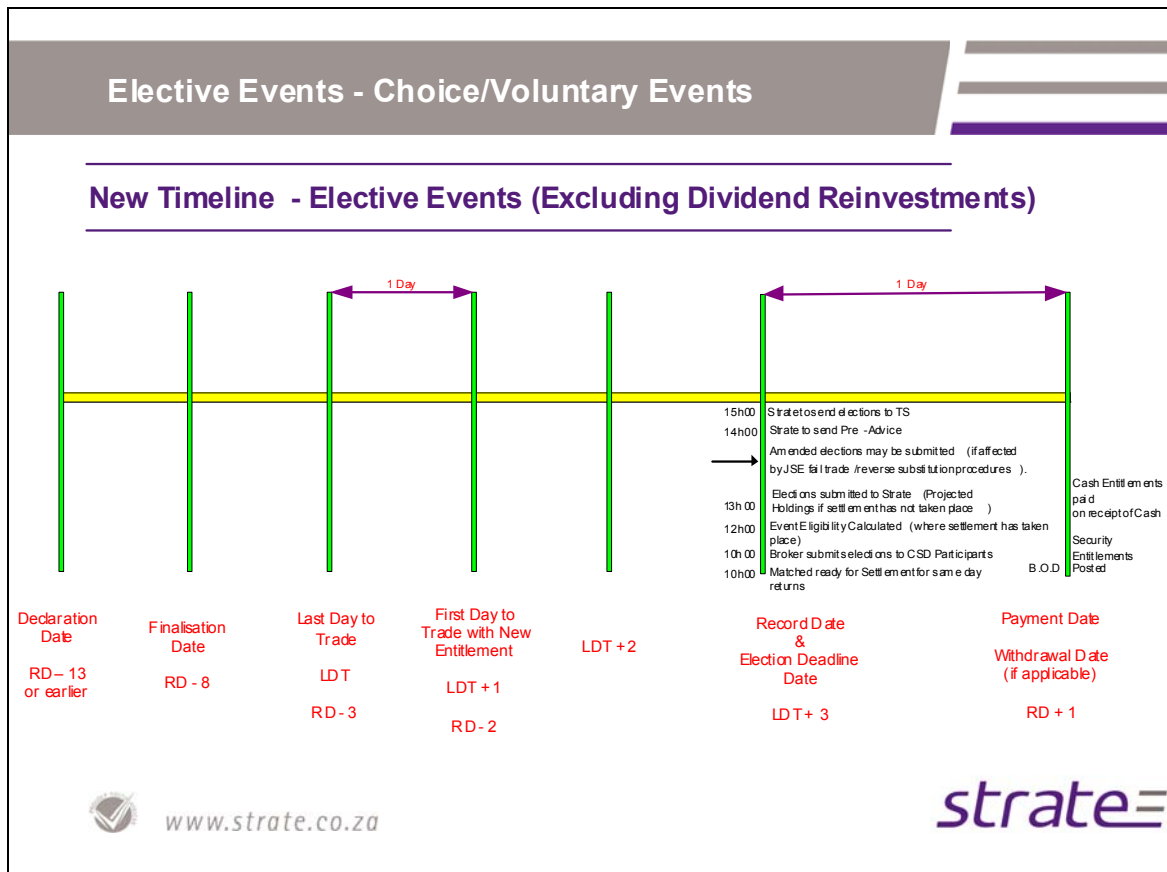 Elective Events - Choice/Voluntary Events
New Timeline - Elective Events (Excluding Dividend Reinvestments)
1 Day
1 Day
15h00 Strate to send elections to TS
14h00 Strate to send Pre -Advice
Amended elections may be submitted (if affected
by JSE fail trade /reverse substitution procedures ).
Elections submitted to Strate (Projected
13h00 Holdings if settlement has not taken place )
12h00 Event Eligibility Calculated (where settlement has taken
place)
10h00 Broker submits elections to CSD Participants
10h00 Matched ready for Settlement for same day
returns
Cash Entitlements
paid
on receipt of Cash
Security
Entitlements
B.O.D Posted
Declaration
Date
RD – 13
or earlier
Finalisation
Date
RD - 8
Last Day to
Trade
LDT
RD - 3
First Day to
Trade with New
Entitlement
LDT + 1
RD - 2
LDT + 2
Record Date
&
Election Deadline
Date
LDT + 3
Payment Date
Withdrawal Date
(if applicable)
RD + 1
www.strate.co.za
strate